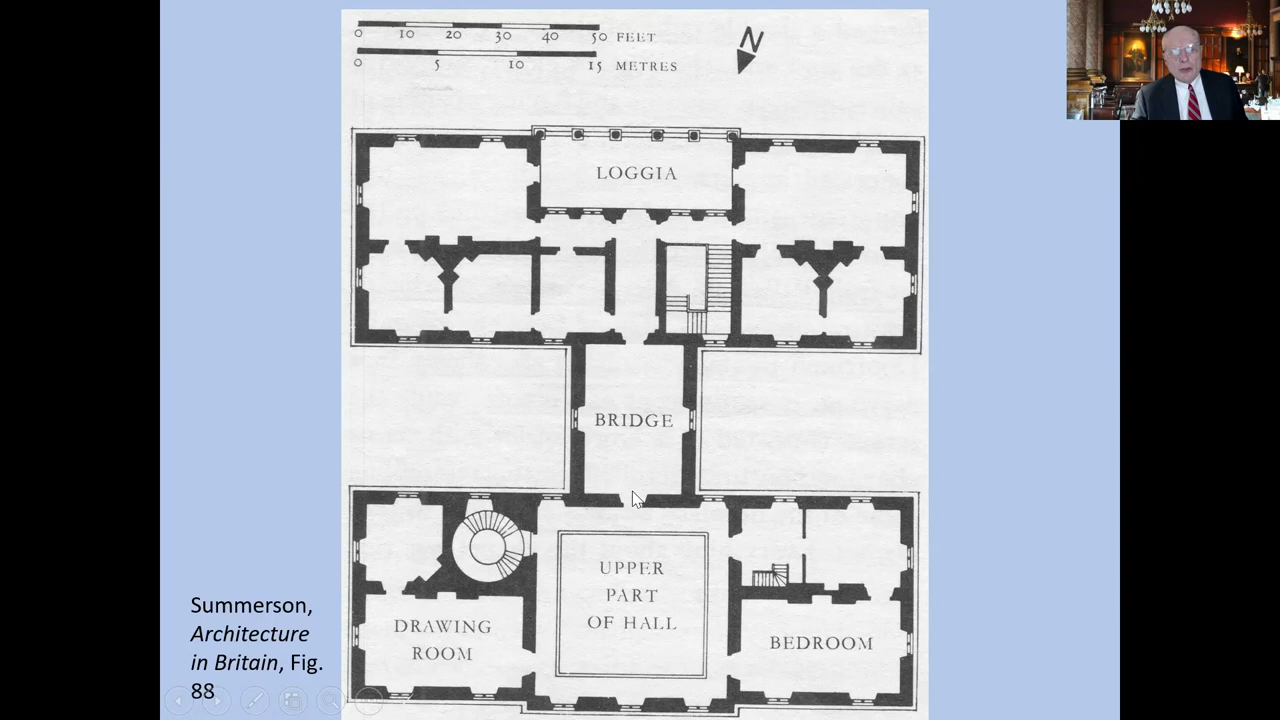 0 10 20 30 40 50 FEET
0 5 10 15 METRES
N
LOGGIA
BRIDGE
UPPER
PART
OF HALL
DRAWING
ROOM
BEDROOM
Summerson,
Architecture
in Britain, Fig.
88